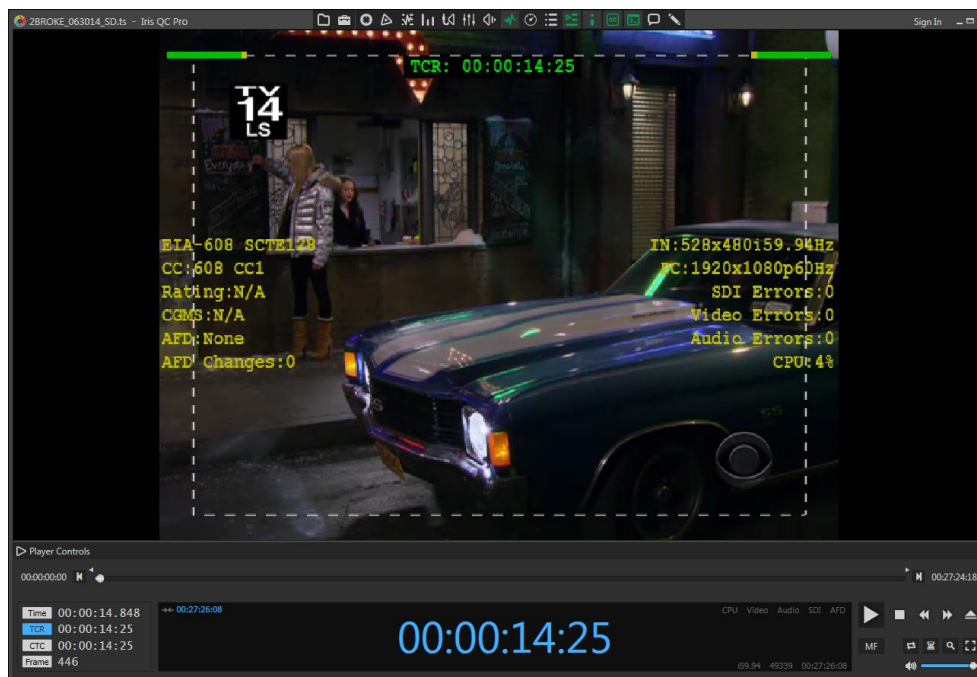 2BROKE_063014_SD.ts - Iris QC Pro
Sign In
TCR: 00:00:14:25
TV
14
LS
Everyday
EIA-608 SCTE128
CC:608 CC1
Rating:N/A
CGMS:N/A
AFD:None
AFD Changes:0
IN:528x480i59.94Hz
PC:1920x1080p60Hz
SDI Errors:0
Video Errors:0
Audio Errors:0
CPU:4%
SS
Player Controls
00:00:00:00
00:27:24:18
Time 00:00:14.848
TCR 00:00:14:25
CTC 00:00:14:25
Frame 446
00:27:26:08
CPU Video Audio SDI AFD
00:00:14:25
i59.94 49339 00:27:26:08
MF